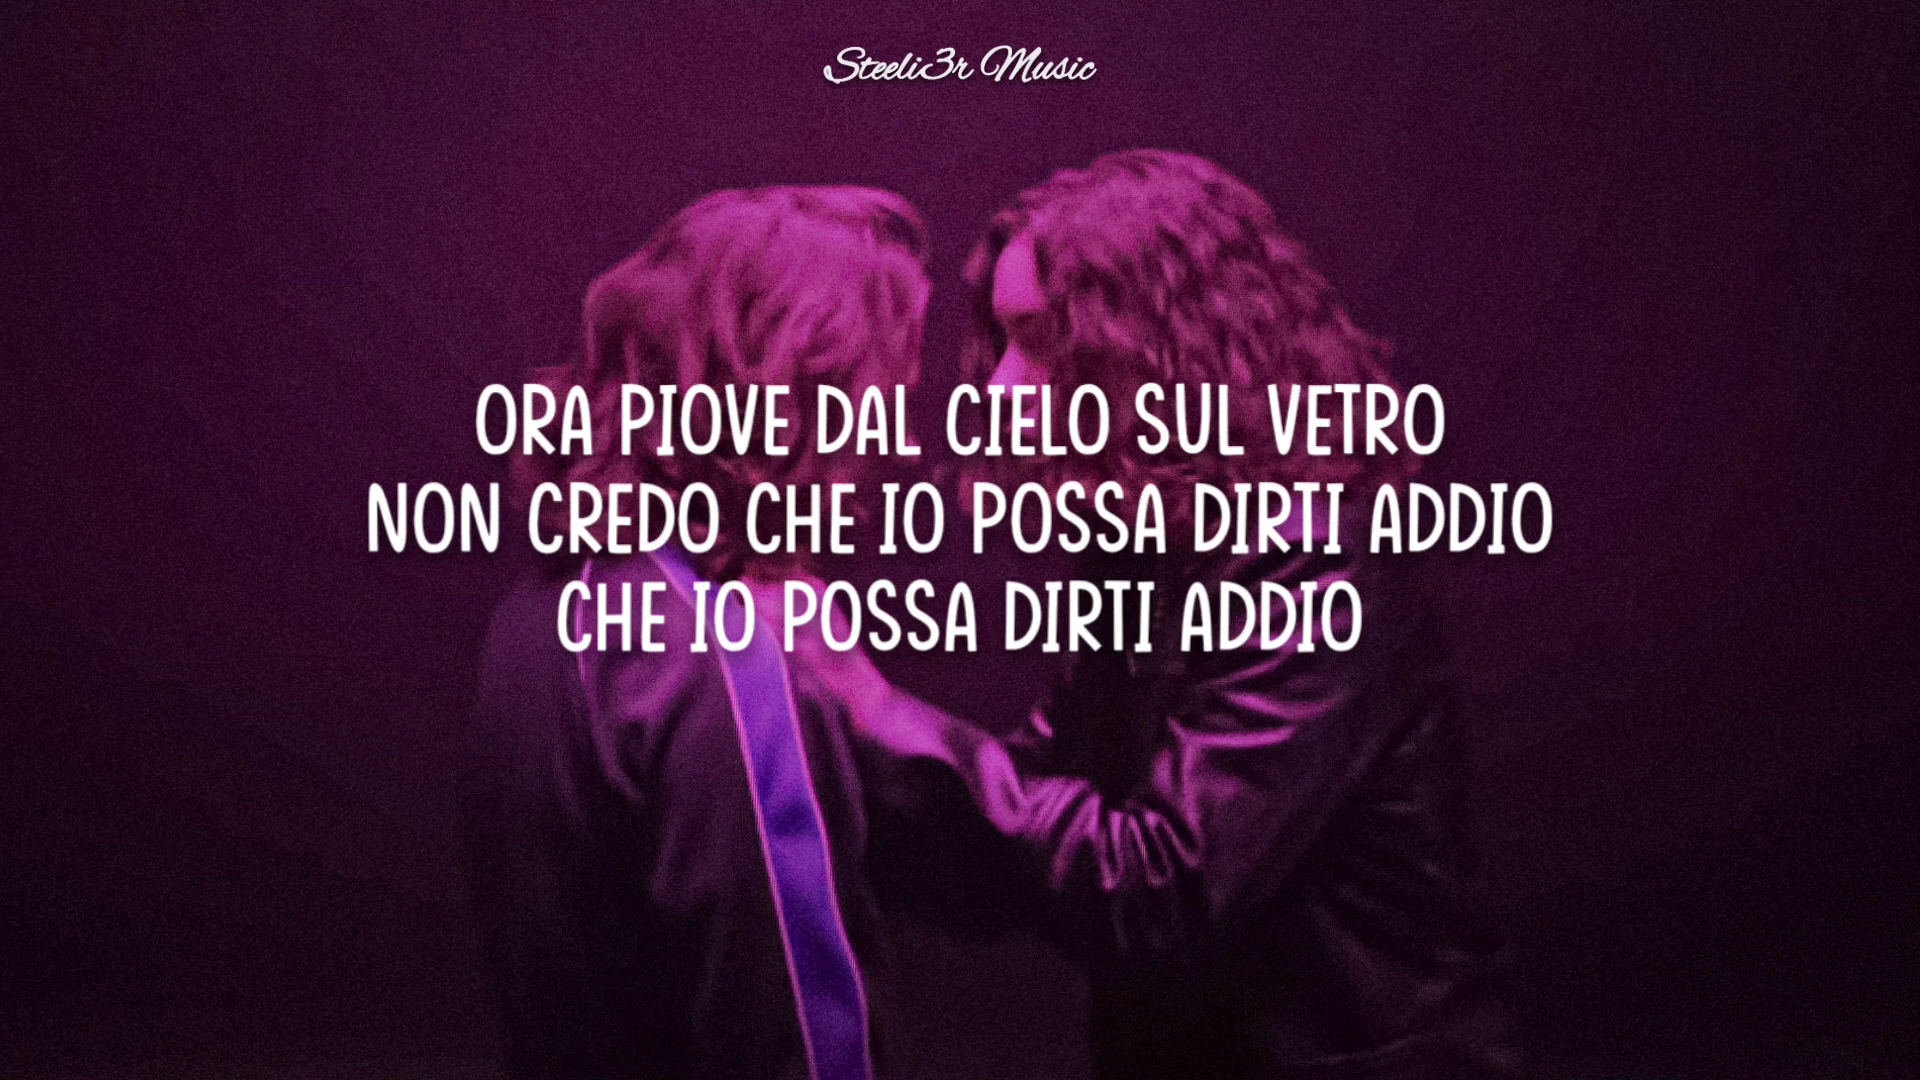 Steeli3r Music
ORA PIOVE DAL CIELO SUL VETRO
NON CREDO CHE IO POSSA DIRTI ADDIO
CHE IO POSSA DIRTI ADDIO